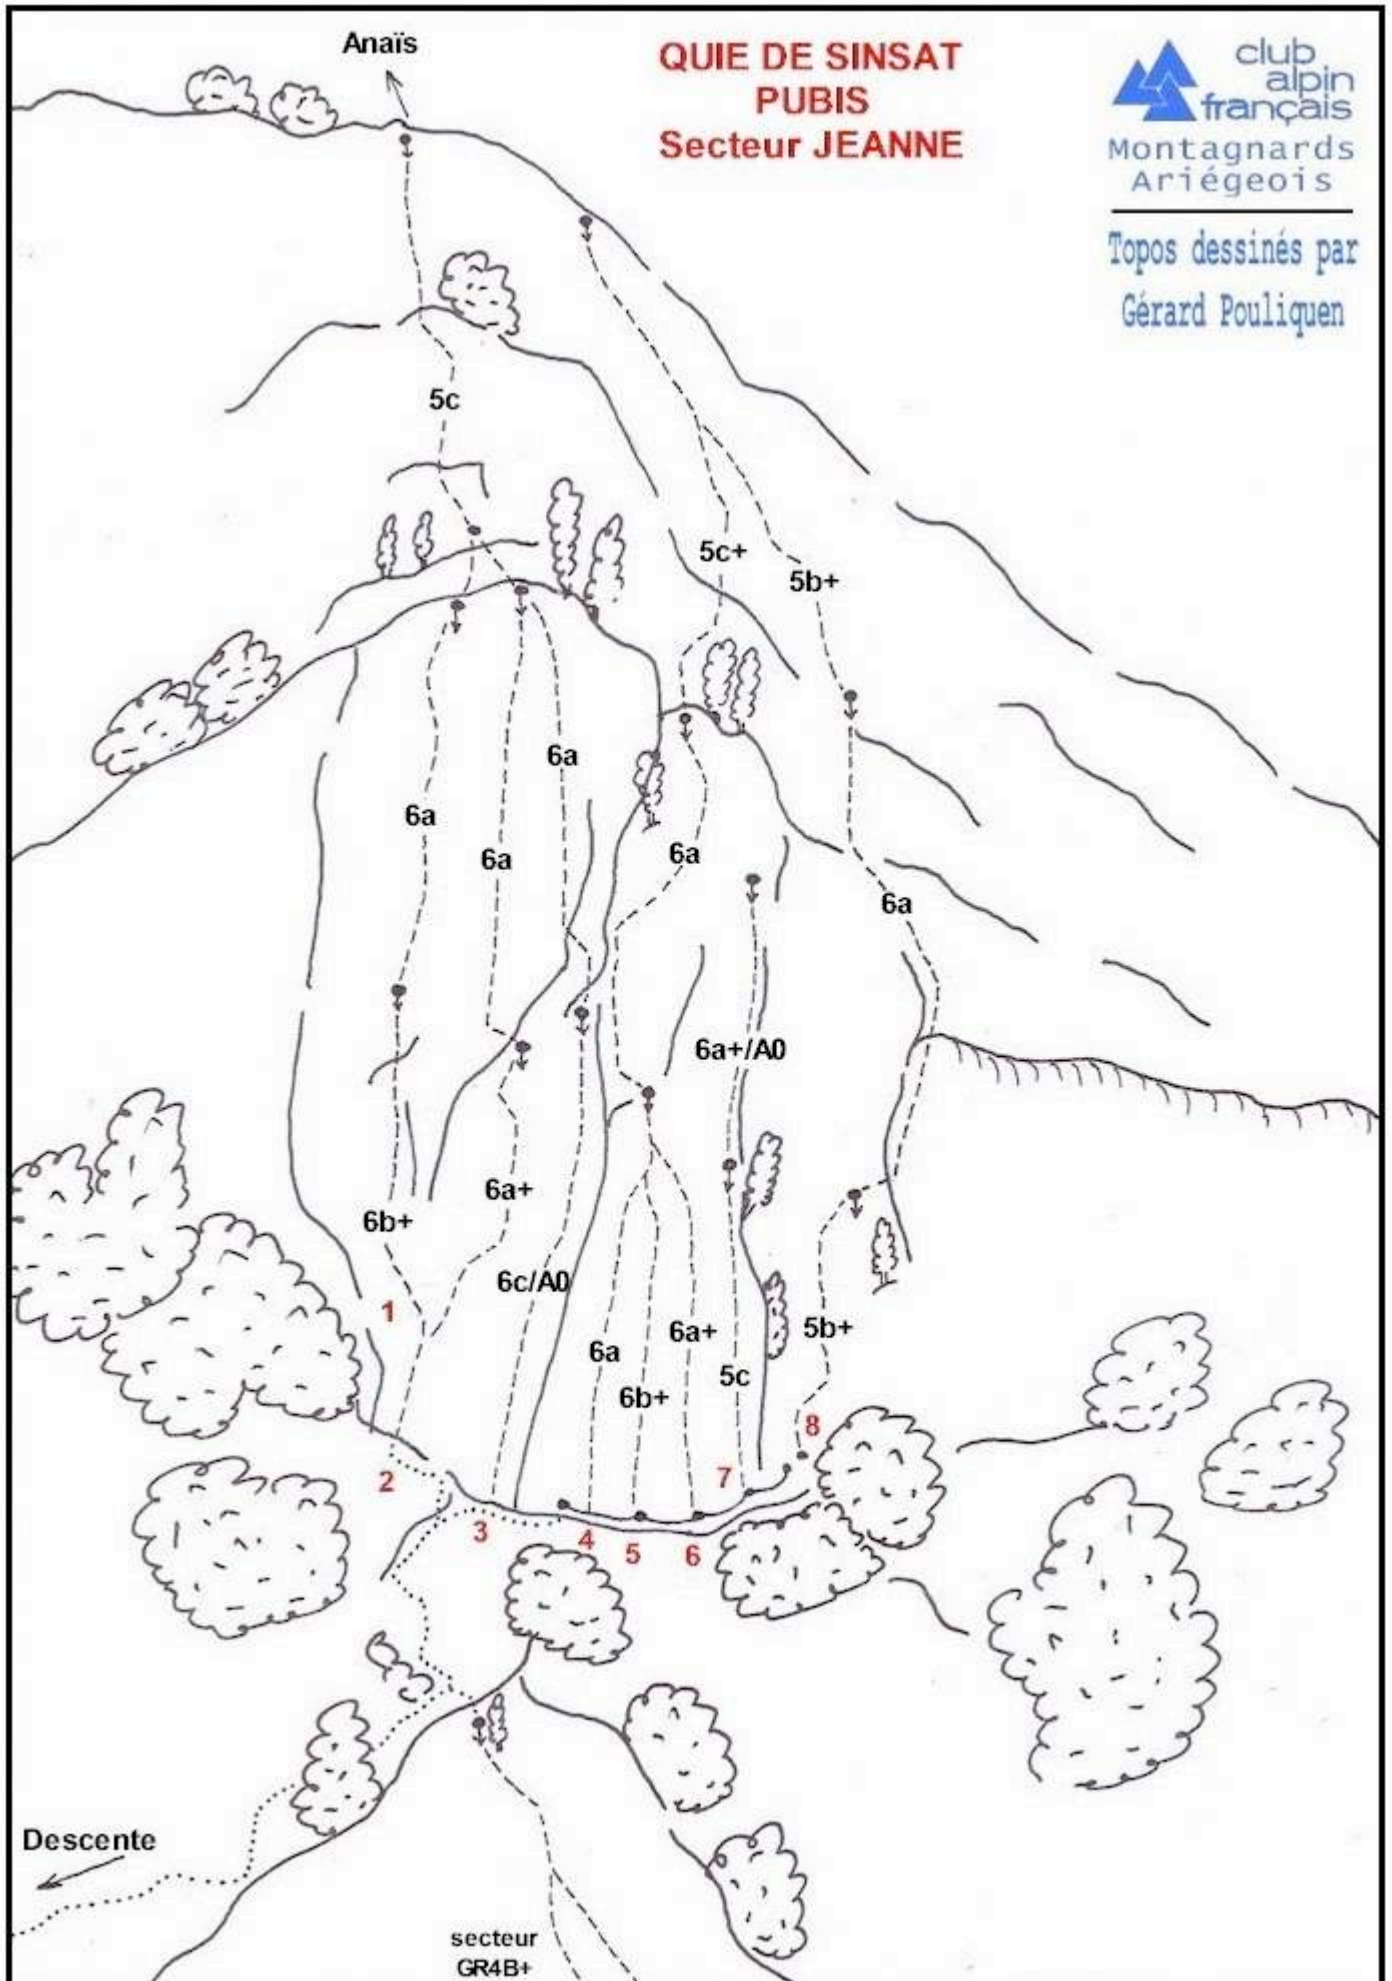 Anaïs
QUIE DE SINSAT
PUBIS
Secteur JEANNE
club
alpin
français
Montagnards
Ariégeois
Topos dessinés par
Gérard Pouliquen
5c
5c+
5b+
6a
6a
6a
6a
6a
6a+/A0
6a+
6b+
6c/A0
1
6a+
5b+
6a
5c
6b+
8
7
2
3
4
5
6
Descente
secteur
GR4B+